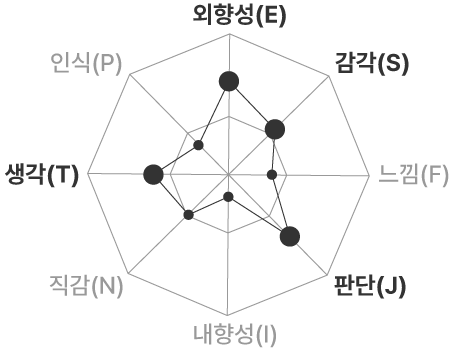 외향성(E)
인식(P)
감각(S)
생각(T)
느낌(F)
직감(N)
판단(J)
내향성(I)